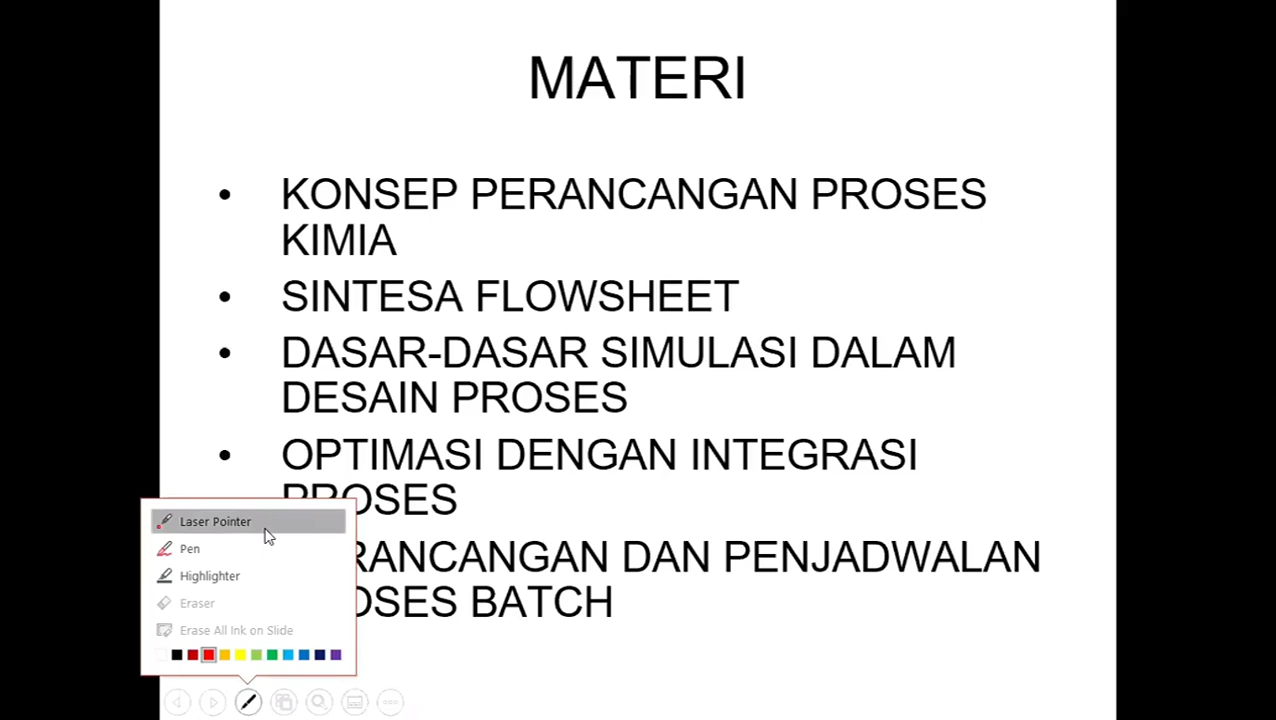 MATERI
• KONSEP PERANCANGAN PROSES
KIMIA
• SINTESA FLOWSHEET
• DASAR-DASAR SIMULASI DALAM
DESAIN PROSES
• OPTIMASI DENGAN INTEGRASI
PROSES
RANCANGAN DAN PENJADWALAN
OSES BATCH
Laser Pointer
Pen
Highlighter
Eraser
Erase All Ink on Slide